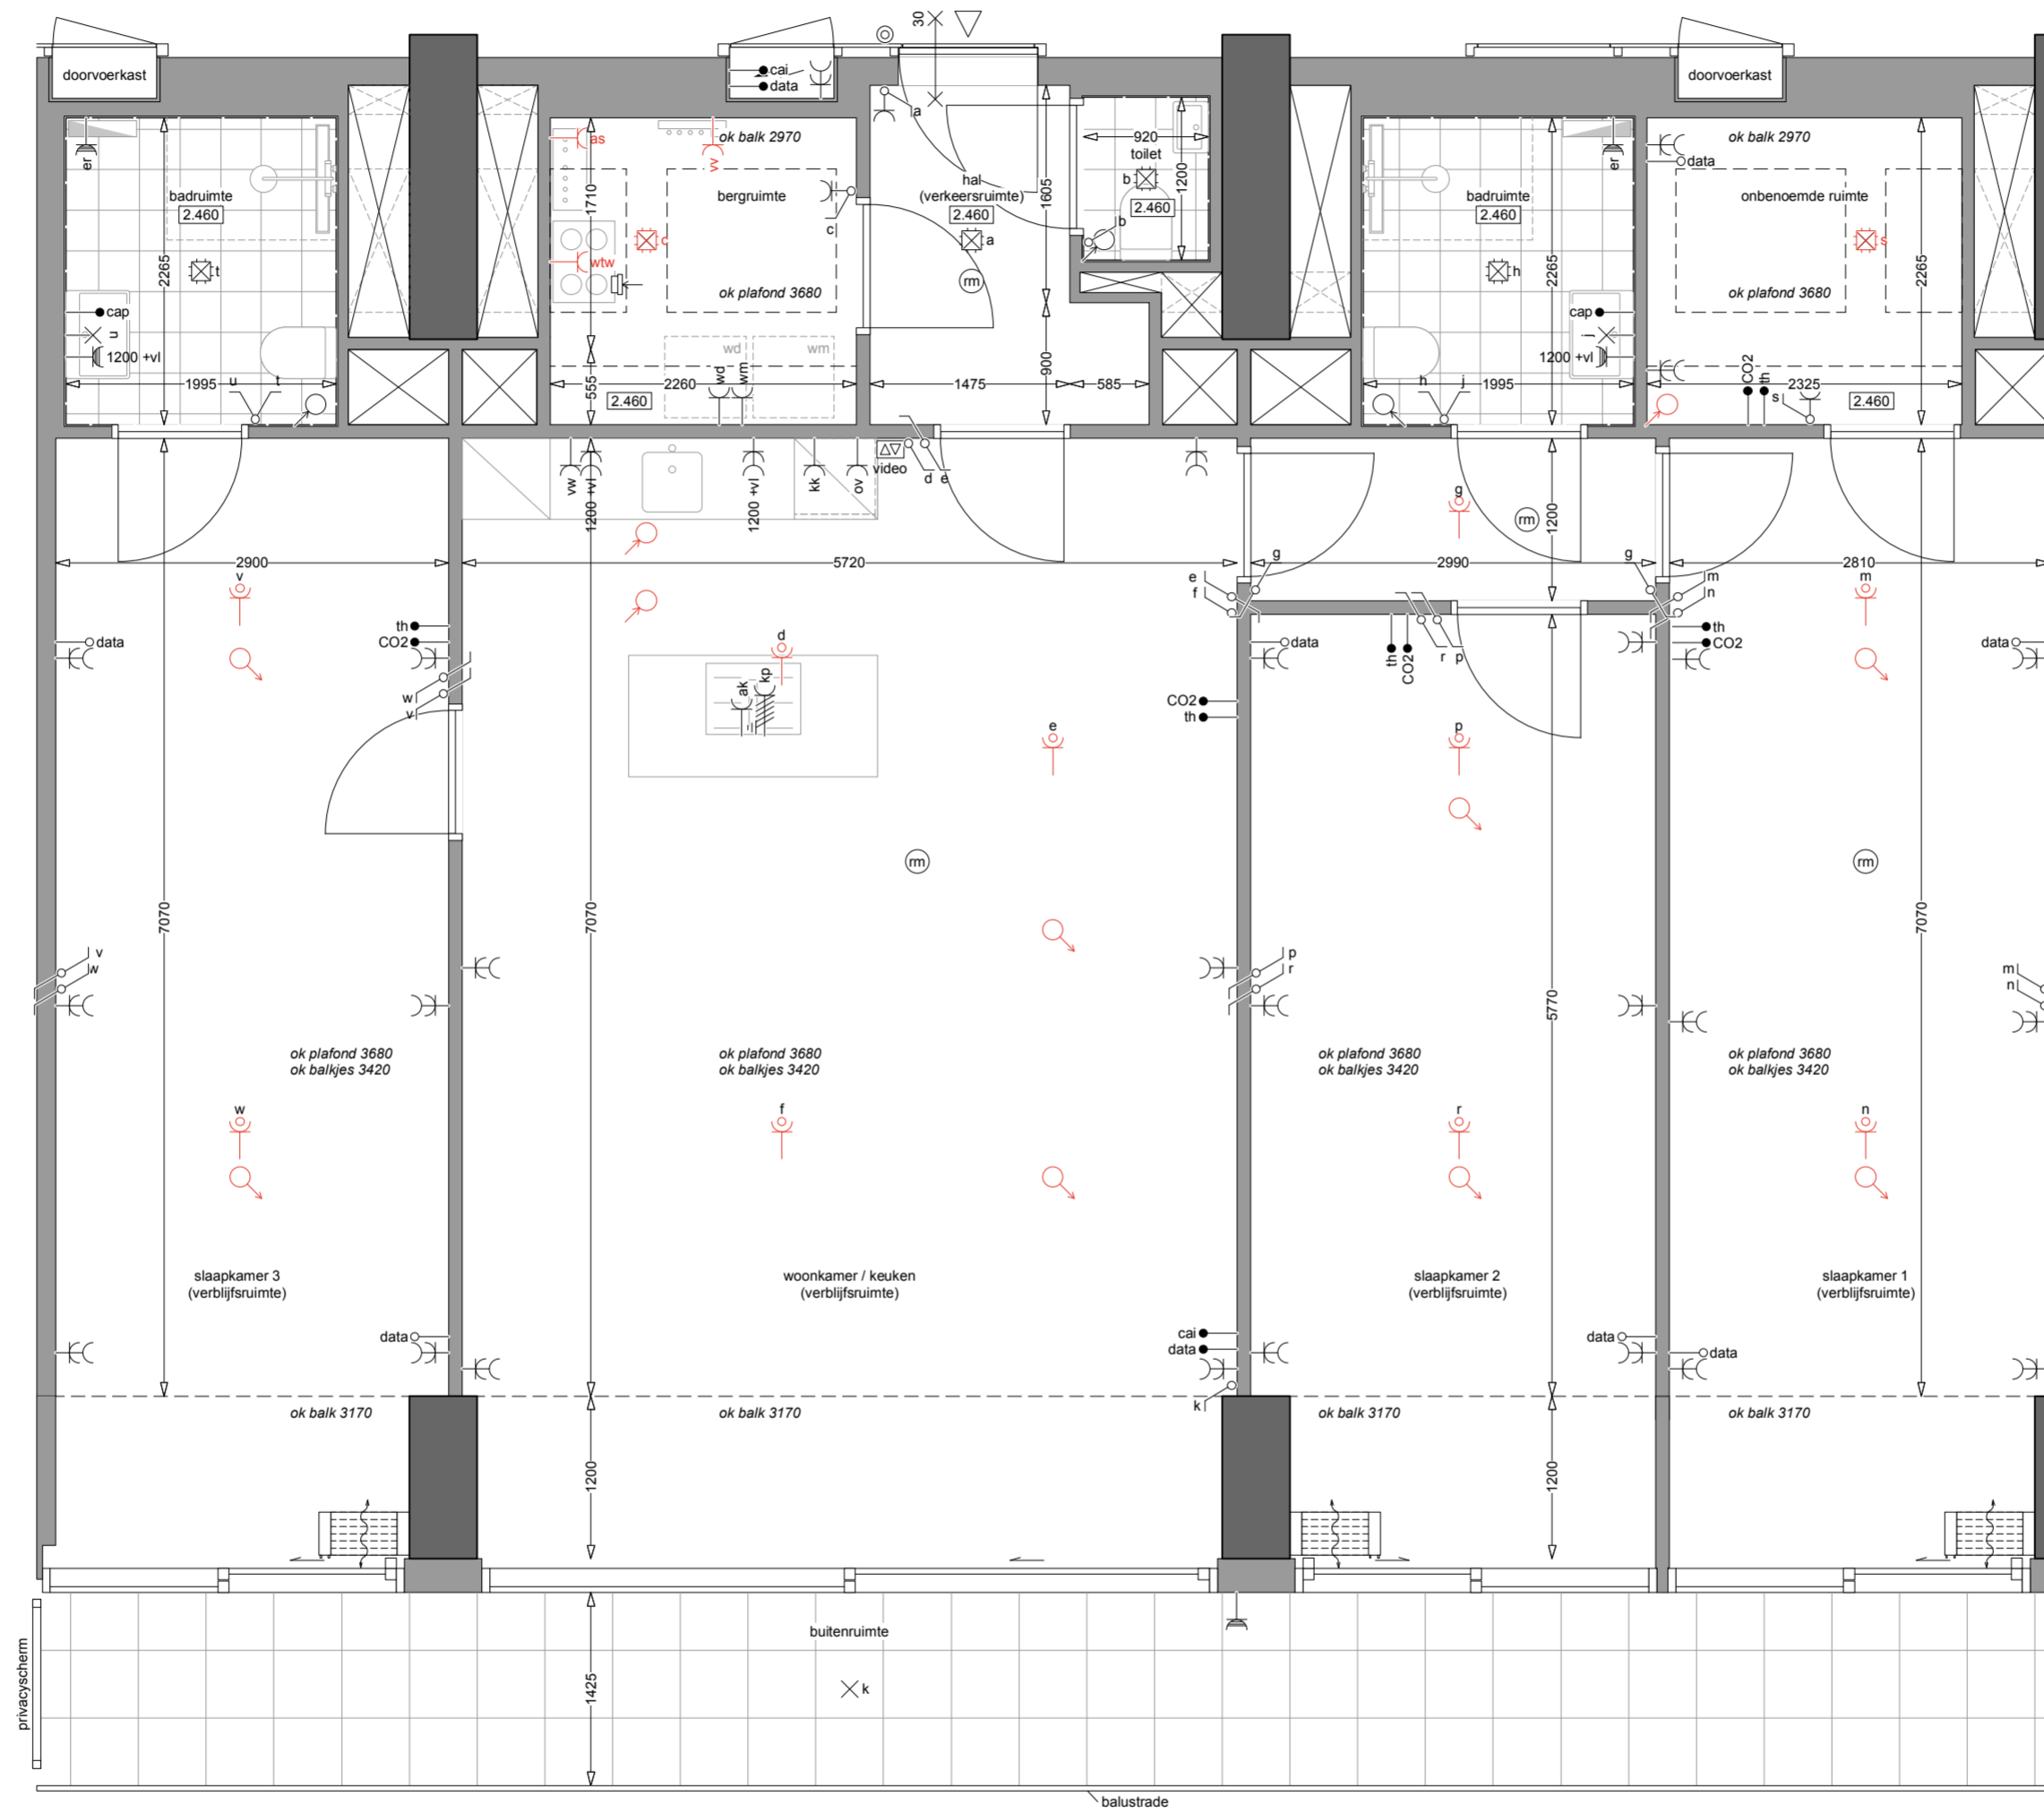 30
doorvoerkast
cai
data
doorvoerkast
a
er
as
vv
ok balk 2970
920
toilet
b
1200
er
ok balk 2970
data
badruimte
2.460
1710
bergruimte
c
hal
(verkeersruimte)
2.460
1605
2.460
b
badruimte
2.460
onbenoemde ruimte
2265
t
c
wtw
a
rm
h
2265
s
2265
ok plafond 3680
ok plafond 3680
cap
u
1200 +vl
wd
wm
900
cap
j
1200 +vl
1995
u
t
555
2260
wd
wm
2.460
1475
585
h
j
1995
CO2
th
s
2325
2.460
vw
1200 +vl
1200 +vl
kk
ov
video
d
e
g
rm
1200
2900
5720
g
2990
g
2810
v
e
f
m
n
m
th
CO2
data
d
data
th
CO2
r
p
th
CO2
data
w
v
ak
kp
CO2
th
e
p
rm
rm
7070
7070
5770
7070
v
w
p
r
m
n
ok plafond 3680
ok balkjes 3420
ok plafond 3680
ok balkjes 3420
ok plafond 3680
ok balkjes 3420
ok plafond 3680
ok balkjes 3420
w
f
r
n
slaapkamer 3
(verblijfsruimte)
woonkamer / keuken
(verblijfsruimte)
slaapkamer 2
(verblijfsruimte)
slaapkamer 1
(verblijfsruimte)
data
cai
data
k
data
data
ok balk 3170
ok balk 3170
ok balk 3170
ok balk 3170
1200
1200
buitenruimte
privacyscherm
1425
k
balustrade